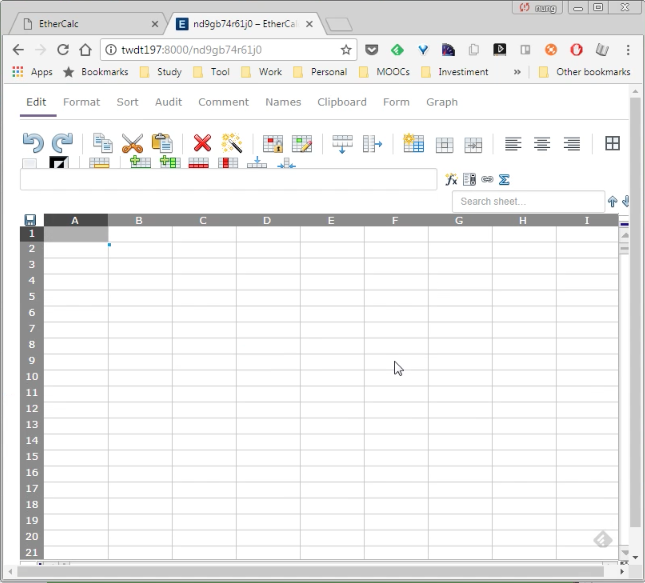 nung
EtherCalc
nd9gb74r61j0 – EtherCal
twdt197:8000/nd9gb74r61j0
Apps Bookmarks Study Tool Work Personal MOOCs Investiment » Other bookmarks
Edit Format Sort Audit Comment Names Clipboard Form Graph
Search sheet...
A B C D E F G H I
1
2
3
4
5
6
7
8
9
10
11
12
13
14
15
16
17
18
19
20
21